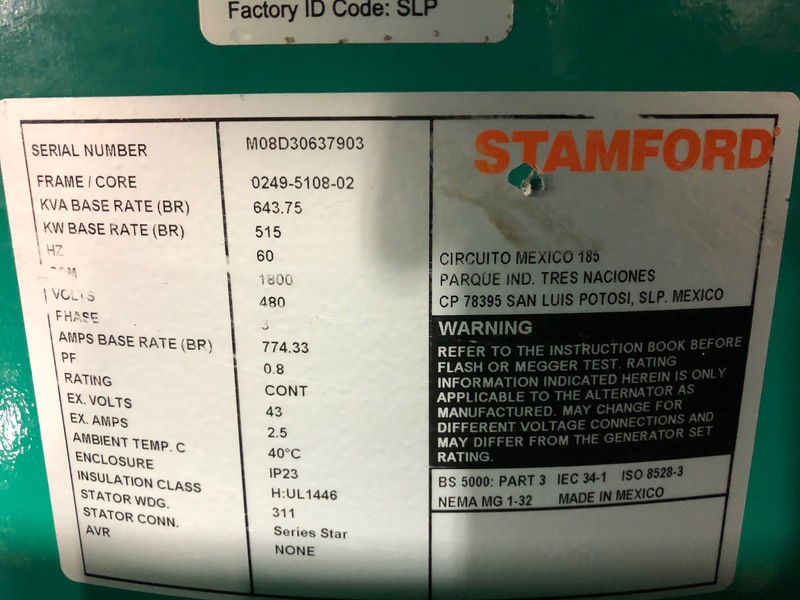 Factory ID Code: SLP
SERIAL NUMBER M08D30637903
FRAME / CORE 0249-5108-02
KVA BASE RATE (BR) 643.75
KW BASE RATE (BR) 515
HZ 60
1800
VOLTS 480
PHASE
AMPS BASE RATE (BR) 774.33
PF 0.8
RATING CONT
EX. VOLTS 43
EX. AMPS 2.5
AMBIENT TEMP. C 40°C
ENCLOSURE IP23
INSULATION CLASS H:UL1446
STATOR WDG. 311
STATOR CONN. Series Star
AVR NONE
STAMFORD
CIRCUITO MEXICO 185
PARQUE IND. TRES NACIONES
CP 78395 SAN LUIS POTOSI, SLP. MEXICO
WARNING
REFER TO THE INSTRUCTION BOOK BEFORE
FLASH OR MEGGER TEST. RATING
INFORMATION INDICATED HEREIN IS ONLY
APPLICABLE TO THE ALTERNATOR AS
MANUFACTURED. MAY CHANGE FOR
DIFFERENT VOLTAGE CONNECTIONS AND
MAY DIFFER FROM THE GENERATOR SET
RATING.
BS 5000: PART 3 IEC 34-1 ISO 8528-3
NEMA MG 1-32 MADE IN MEXICO